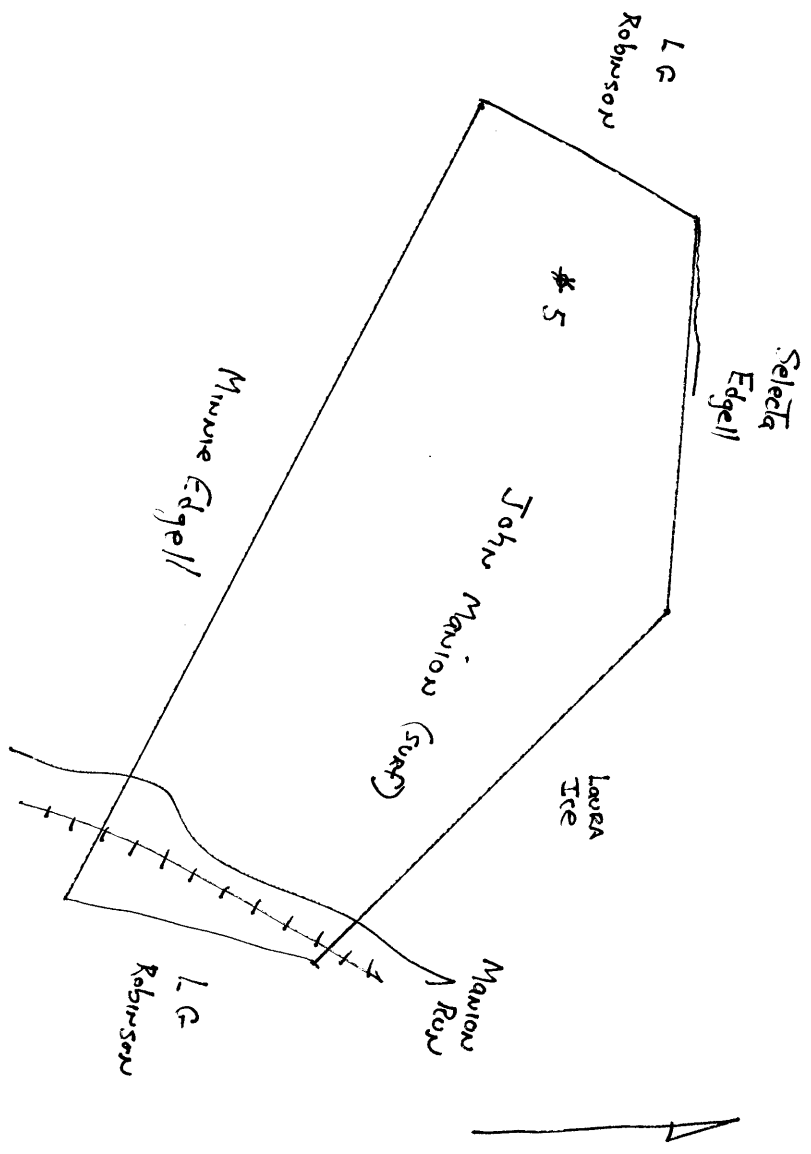 L G
Robinson
Selecta
Edgell
* 5
Minnie Edgell
John Manion (Surf)
Laura
Ice
Manion
Run
L G
Robinson